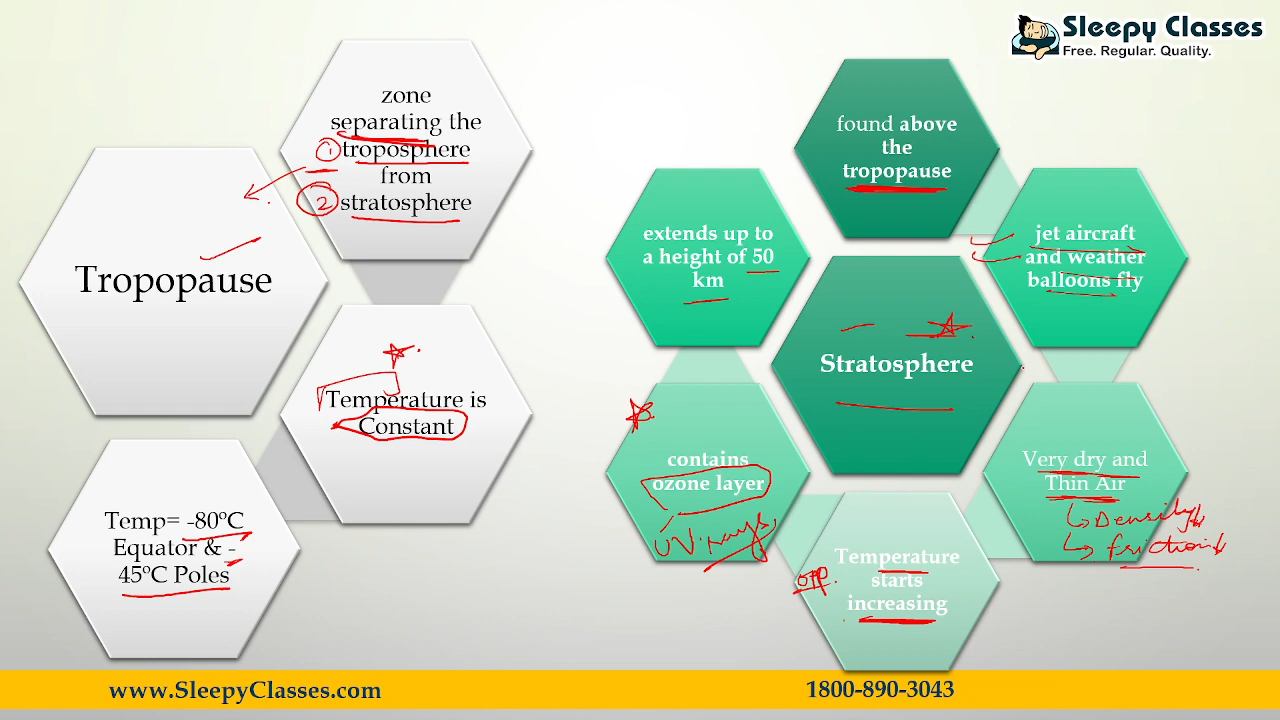 Sleepy Classes
Free. Regular. Quality.
zone
separating the
① troposphere
from
② stratosphere
Tropopause
Temperature is
Constant
Temp= -80ºC
Equator & -
45ºC Poles
found above
the
tropopause
extends up to
a height of 50
km
jet aircraft
and weather
balloons fly
Stratosphere
contains
ozone layer
UV. rays
Very dry and
Thin Air
↳ Density↓
↳ friction↓
Temperature
opp. starts
increasing
www.SleepyClasses.com
1800-890-3043